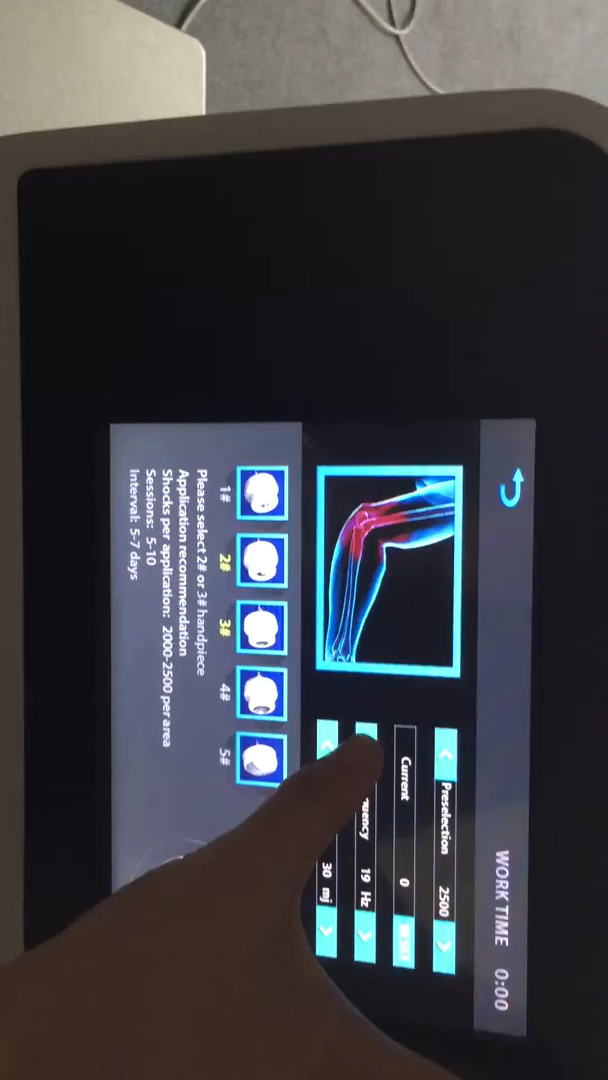 WORK TIME 0:00
Preselection 2500
Current 0
uency 19 Hz
30 mj
1# 2# 3# 4# 5#
Please select 2# or 3# handpiece
Application recommendation
Shocks per application: 2000-2500 per area
Sessions: 5-10
Interval: 5-7 days